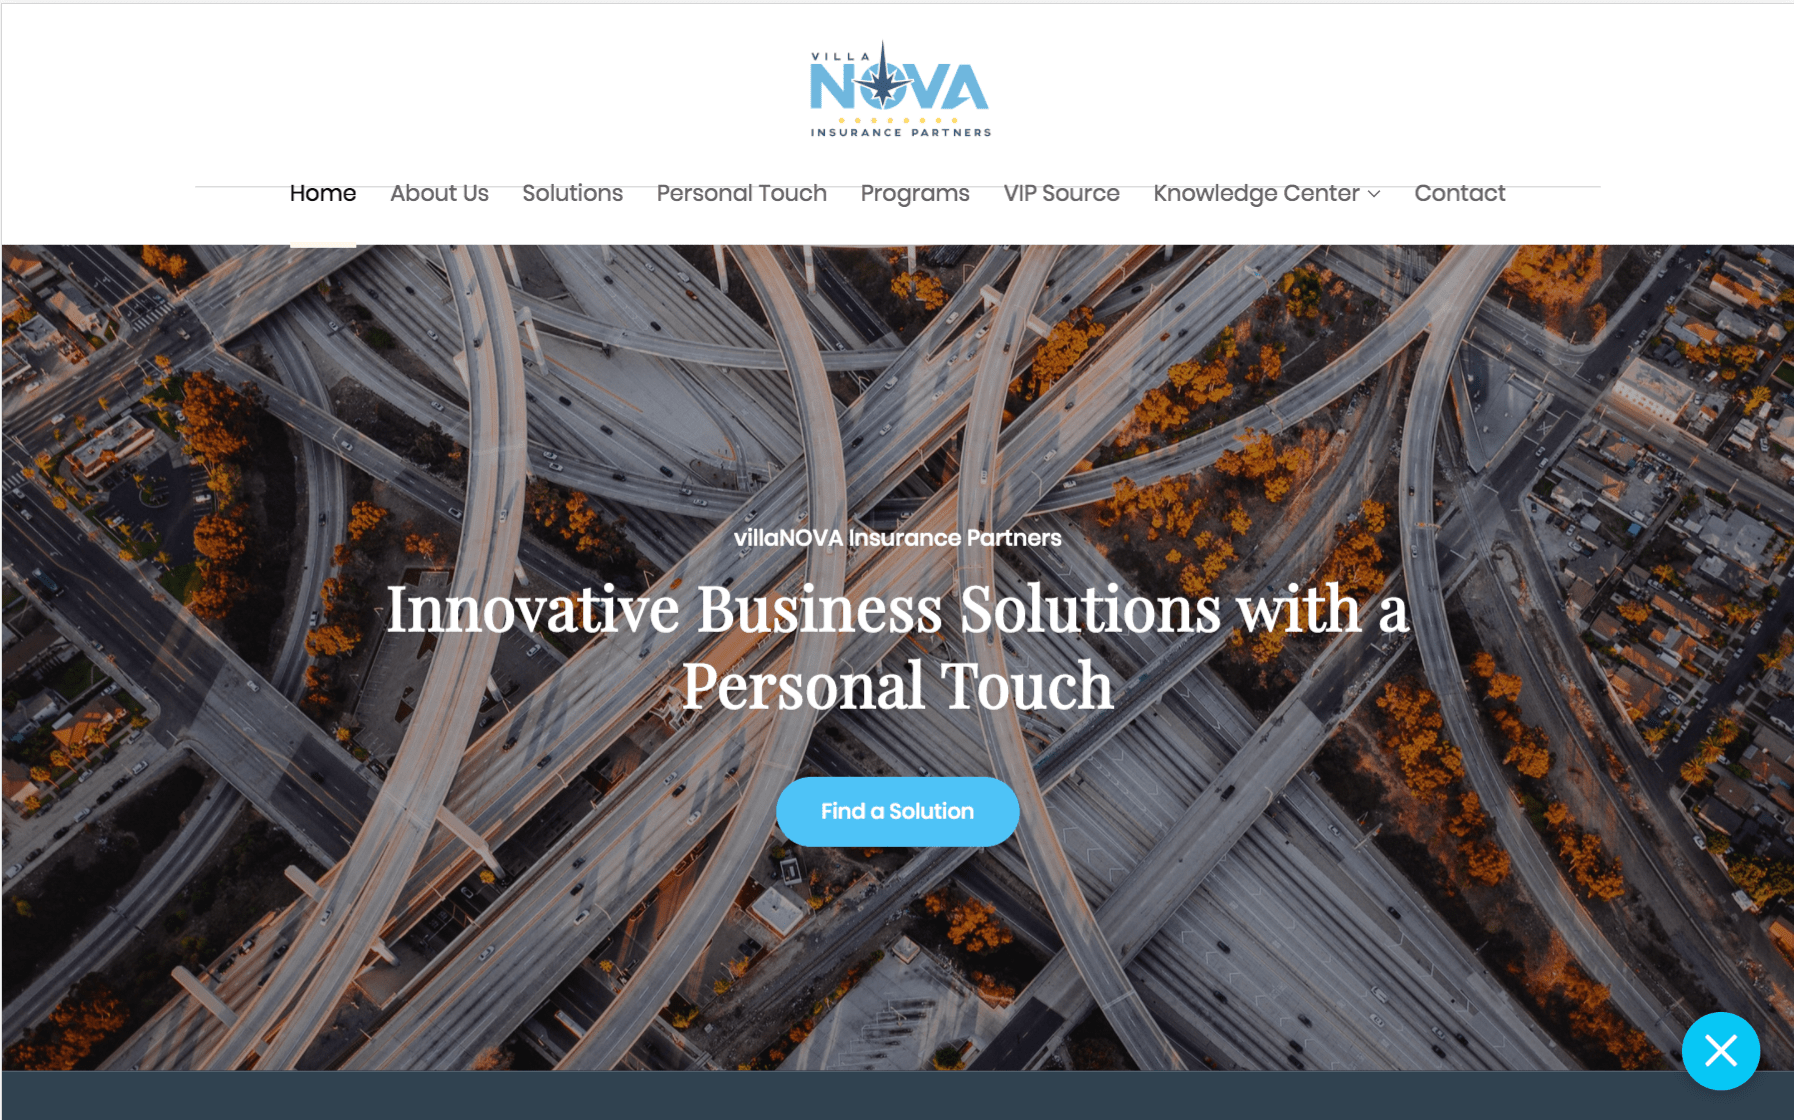 VILLA
NOVA
INSURANCE PARTNERS
Home About Us Solutions Personal Touch Programs VIP Source Knowledge Center Contact
villaNOVA Insurance Partners
Innovative Business Solutions with a
Personal Touch
Find a Solution